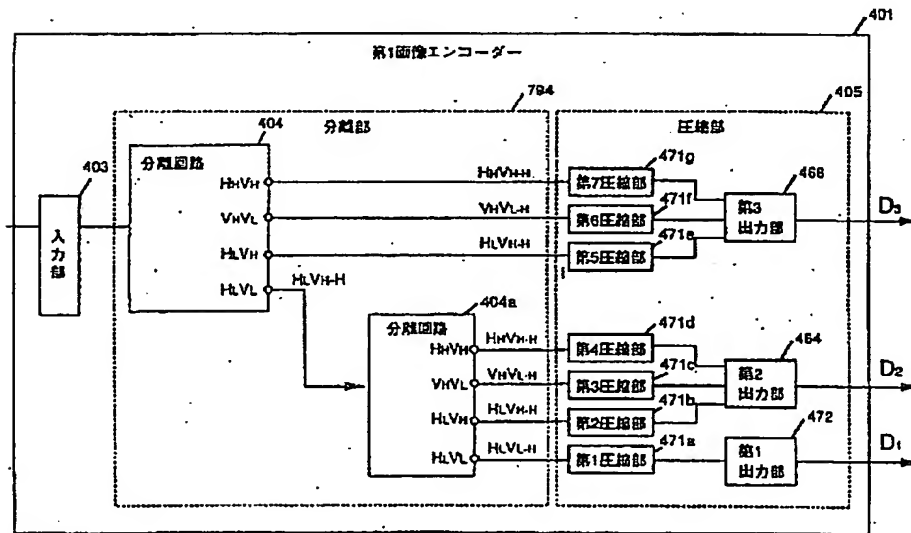 401
第1画像エンコーダー
794
405
分離部
圧縮部
403
入力部
404
分離回路
HHVH
VHVL
HLVH
HLVL
HHVH-H
VHVL-H
HLVH-H
HLVH-H
471g
第7圧縮部
471f
第6圧縮部
471e
第5圧縮部
468
第3
出力部
D3
404a
分離回路
HHVH
VHVL
HLVH
HLVL
HHVH-H
VHVL-H
HLVH-H
HLVL-H
471d
第4圧縮部
471c
第3圧縮部
471b
第2圧縮部
471a
第1圧縮部
464
第2
出力部
D2
472
第1
出力部
D1